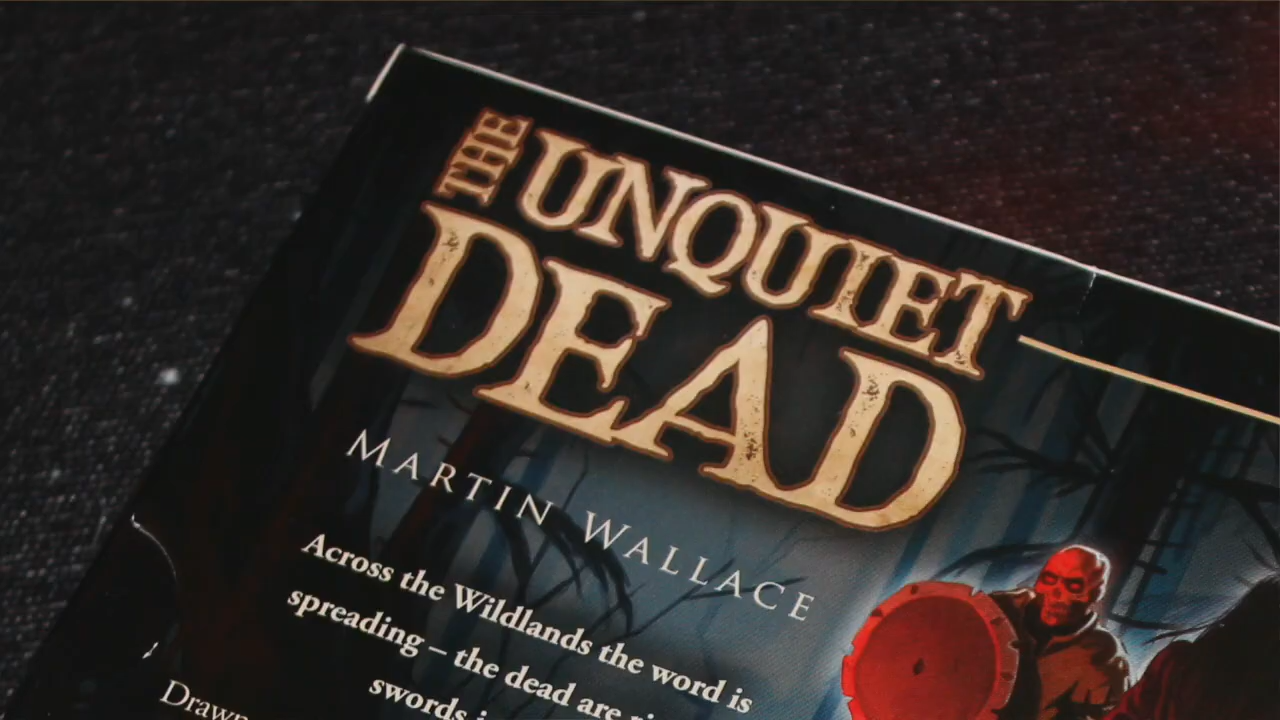 THE UNQUIET
DEAD
MARTIN WALLACE
Across the Wildlands the word is
spreading – the dead are
swords
Drawn